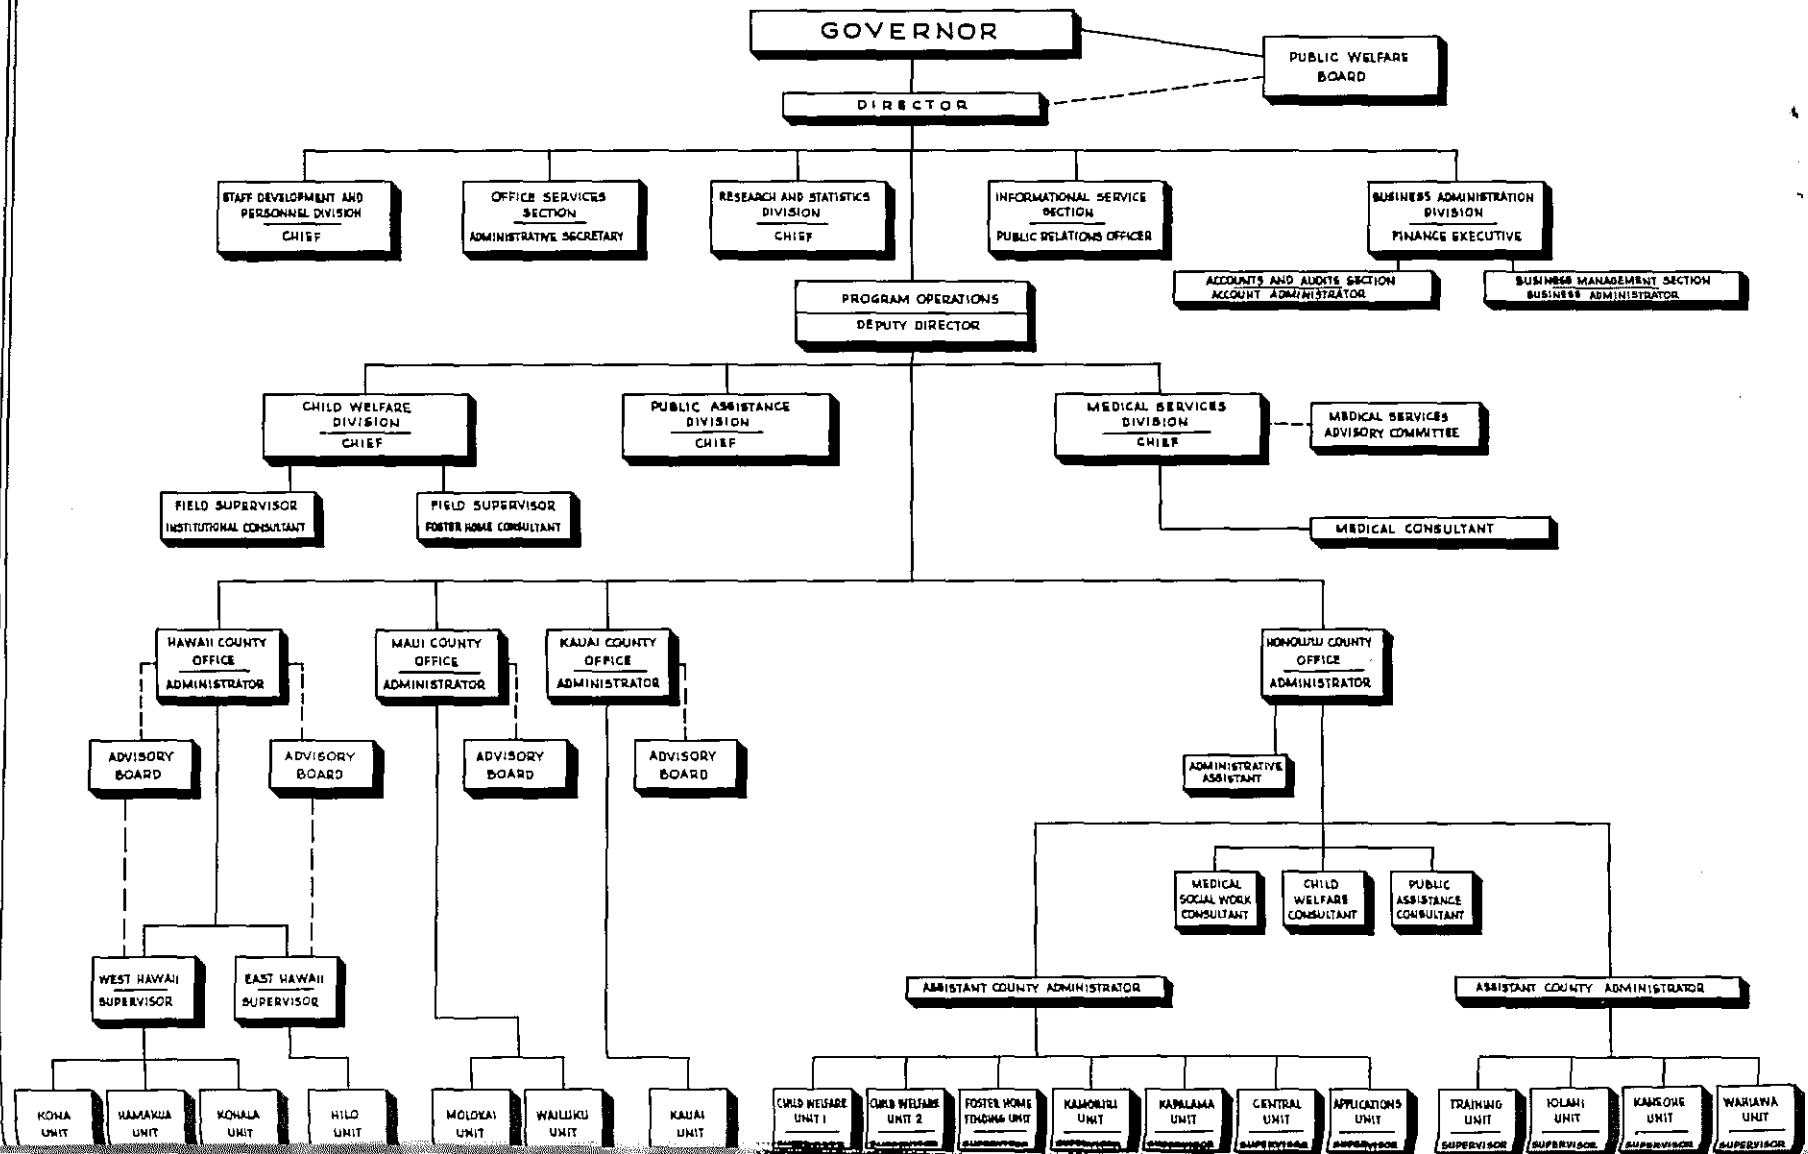 GOVERNOR
PUBLIC WELFARE
BOARD
DIRECTOR
STAFF DEVELOPMENT AND
PERSONNEL DIVISION
CHIEF
OFFICE SERVICES
SECTION
ADMINISTRATIVE SECRETARY
RESEARCH AND STATISTICS
DIVISION
CHIEF
INFORMATIONAL SERVICE
SECTION
PUBLIC RELATIONS OFFICER
BUSINESS ADMINISTRATION
DIVISION
FINANCE EXECUTIVE
ACCOUNTS AND AUDITS SECTION
ACCOUNT ADMINISTRATOR
BUSINESS MANAGEMENT SECTION
BUSINESS ADMINISTRATOR
PROGRAM OPERATIONS
DEPUTY DIRECTOR
CHILD WELFARE
DIVISION
CHIEF
PUBLIC ASSISTANCE
DIVISION
CHIEF
MEDICAL SERVICES
DIVISION
CHIEF
MEDICAL SERVICES
ADVISORY COMMITTEE
FIELD SUPERVISOR
INSTITUTIONAL CONSULTANT
FIELD SUPERVISOR
FOSTER HOME CONSULTANT
MEDICAL CONSULTANT
HAWAII COUNTY
OFFICE
ADMINISTRATOR
MAUI COUNTY
OFFICE
ADMINISTRATOR
KAUAI COUNTY
OFFICE
ADMINISTRATOR
HONOLULU COUNTY
OFFICE
ADMINISTRATOR
ADVISORY
BOARD
ADVISORY
BOARD
ADVISORY
BOARD
ADVISORY
BOARD
ADMINISTRATIVE
ASSISTANT
MEDICAL
SOCIAL WORK
CONSULTANT
CHILD
WELFARE
CONSULTANT
PUBLIC
ASSISTANCE
CONSULTANT
WEST HAWAII
SUPERVISOR
EAST HAWAII
SUPERVISOR
ASSISTANT COUNTY ADMINISTRATOR
ASSISTANT COUNTY ADMINISTRATOR
KONA
UNIT
HAMAKUA
UNIT
KOHALA
UNIT
HILO
UNIT
MOLOKAI
UNIT
WAILUKU
UNIT
KAUAI
UNIT
CHILD WELFARE
UNIT 1
SUPERVISOR
CHILD WELFARE
UNIT 2
SUPERVISOR
FOSTER HOME
FINDING UNIT
SUPERVISOR
KAMOILIILI
UNIT
SUPERVISOR
KAPALAMA
UNIT
SUPERVISOR
CENTRAL
UNIT
SUPERVISOR
APPLICATIONS
UNIT
SUPERVISOR
TRAINING
UNIT
SUPERVISOR
IOLANI
UNIT
SUPERVISOR
KANEOHE
UNIT
SUPERVISOR
WAHIAWA
UNIT
SUPERVISOR